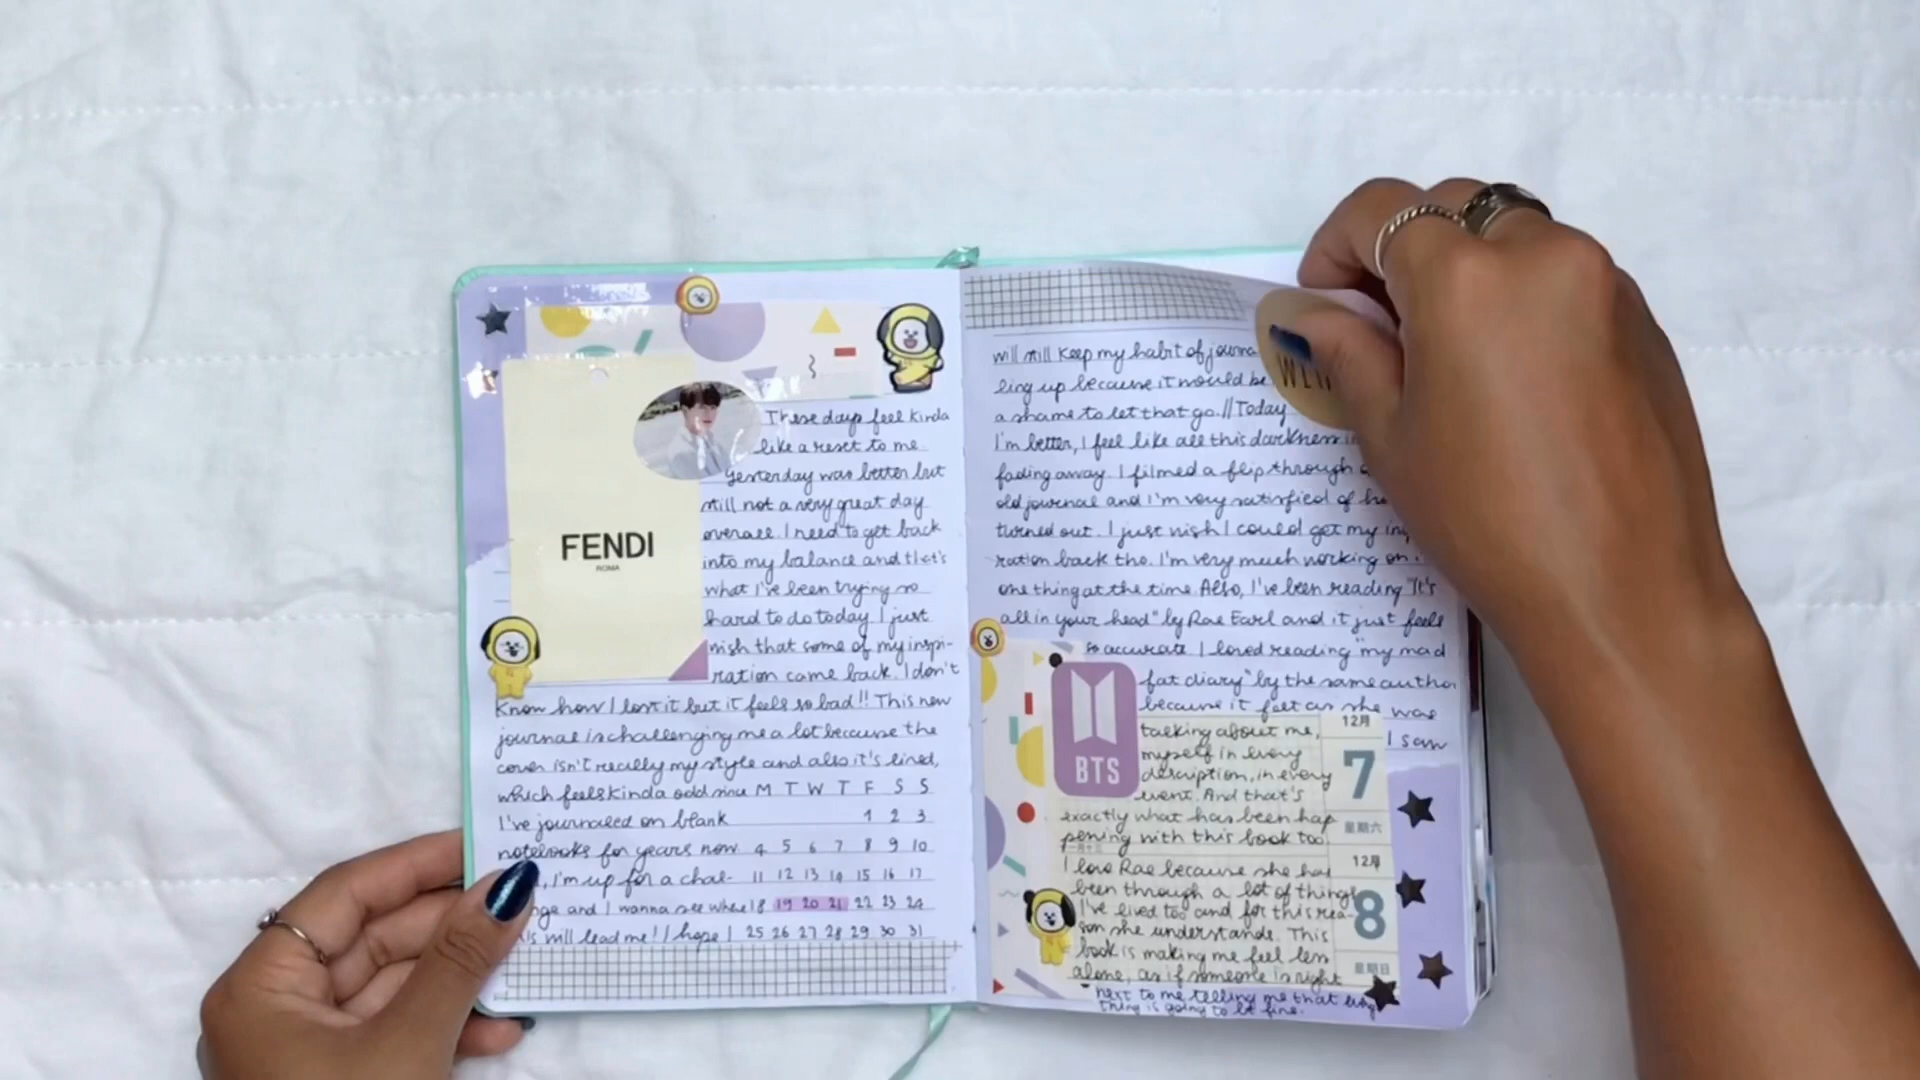 FENDI
ROMA
These days feel kinda
like a reset to me.
Yesterday was better but
still not a very great day
overall. I need to get back
into my balance and that's
what I've been trying so
hard to do today. I just
wish that some of my inspi-
ration came back. I don't
know how I lost it but it feels so bad!! This new
journal is challenging me a lot because the
cover isn't really my style and also it's lined,
which feels kinda odd since
I've journaled on blank
notebooks for years now
I'm up for a chal-
nge and I wanna see where
will lead me! I hope I
M T W T F S S
1 2 3
4 5 6 7 8 9 10
11 12 13 14 15 16 17
18 19 20 21 22 23 24
25 26 27 28 29 30 31
will still keep my habit of journa
ling up because it would be
a shame to let that go.// Today
I'm better, I feel like all this darkness
fading away. I filmed a flip through
old journal and I'm very satisfied of
turned out. I just wish I could get my
ration back tho. I'm very much working on
one thing at the time. Also, I've been reading "It's
all in your head" by Rae Earl and it just feels
so accurate. I loved reading "my mad
fat diary" by the same autho
because it felt as she was
talking about me,
myself in every
description, in every
event. And that's
exactly what has been hap
pening with this book too.
I love Rae because she has
been through a lot of things
I've lived too and for this rea-
son she understands. This
book is making me feel less
alone, as if someone is right
next to me telling me that
thing is going to be fine.
I saw
BTS
12月
7
星期六
12月
8
星期日